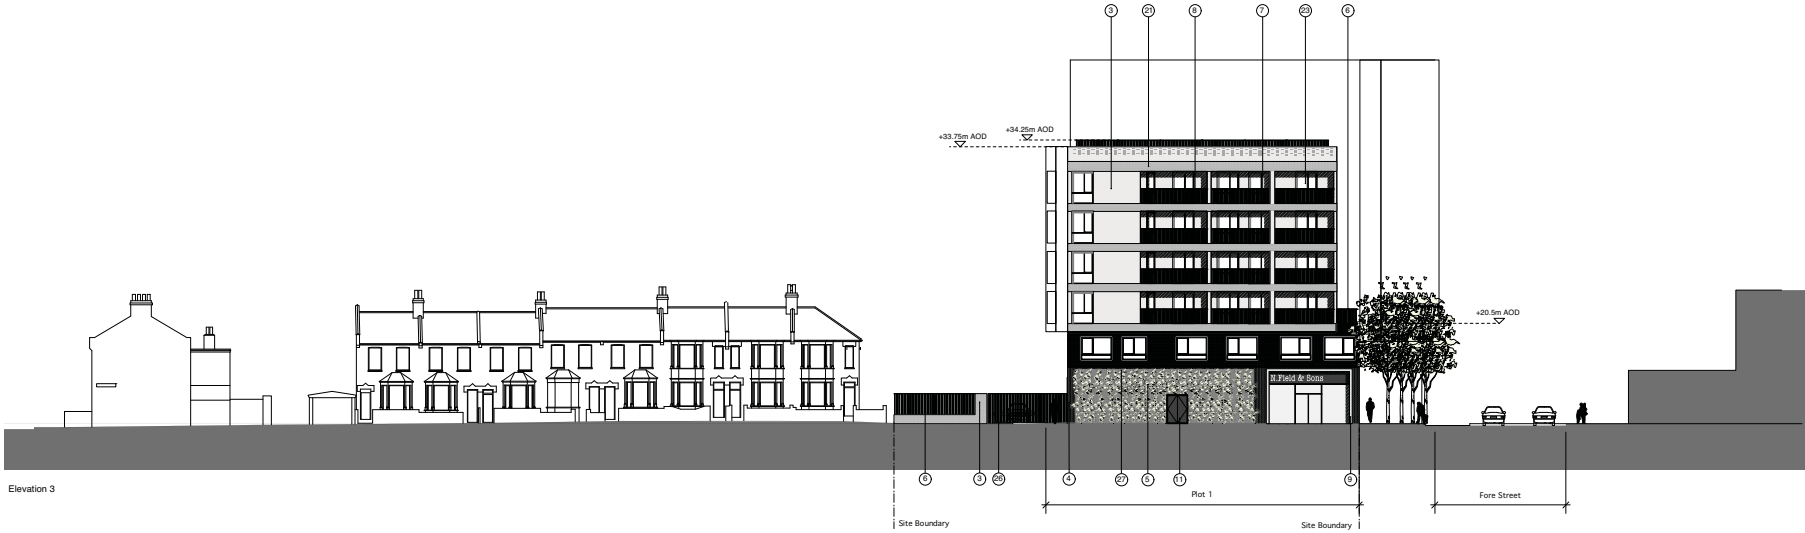 3 21 8 7 23 6
+34.25m AOD
+33.75m AOD
+20.5m AOD
N.Field & Sons
6 3 26 4 27 5 11 9
Elevation 3
Plot 1
Fore Street
Site Boundary
Site Boundary